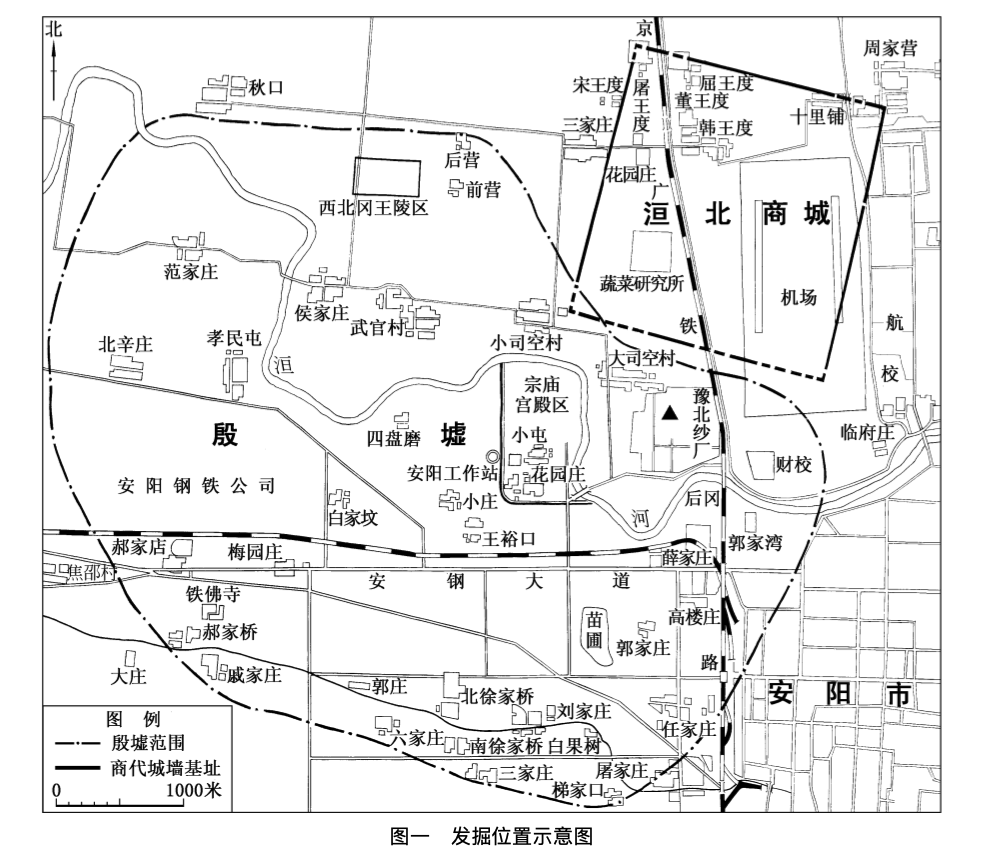 北
京
周家营
秋口
宋王度
屠王度
屈王度
董王度
十里铺
三家庄
韩王度
后营
花园庄
前营
广
西北冈王陵区
洹北商城
范家庄
蔬菜研究所
侯家庄
机场
武官村
铁
航校
小司空村
孝民屯
北辛庄
大司空村
洹
宗庙
宫殿区
豫北纱厂
殷墟
四盘磨
小屯
临府庄
安阳工作站
花园庄
财校
安阳钢铁公司
小庄
后冈
白家坟
河
王裕口
郭家湾
郝家店
梅园庄
薛家庄
焦邵村
安钢大道
铁佛寺
苗圃
高楼庄
郝家桥
郭家庄
路
大庄
戚家庄
郭庄
北徐家桥
安阳市
刘家庄
图例
任家庄
殷墟范围
六家庄
南徐家桥
白果树
商代城墙基址
三家庄
屠家庄
0 1000米
梯家口
图一 发掘位置示意图